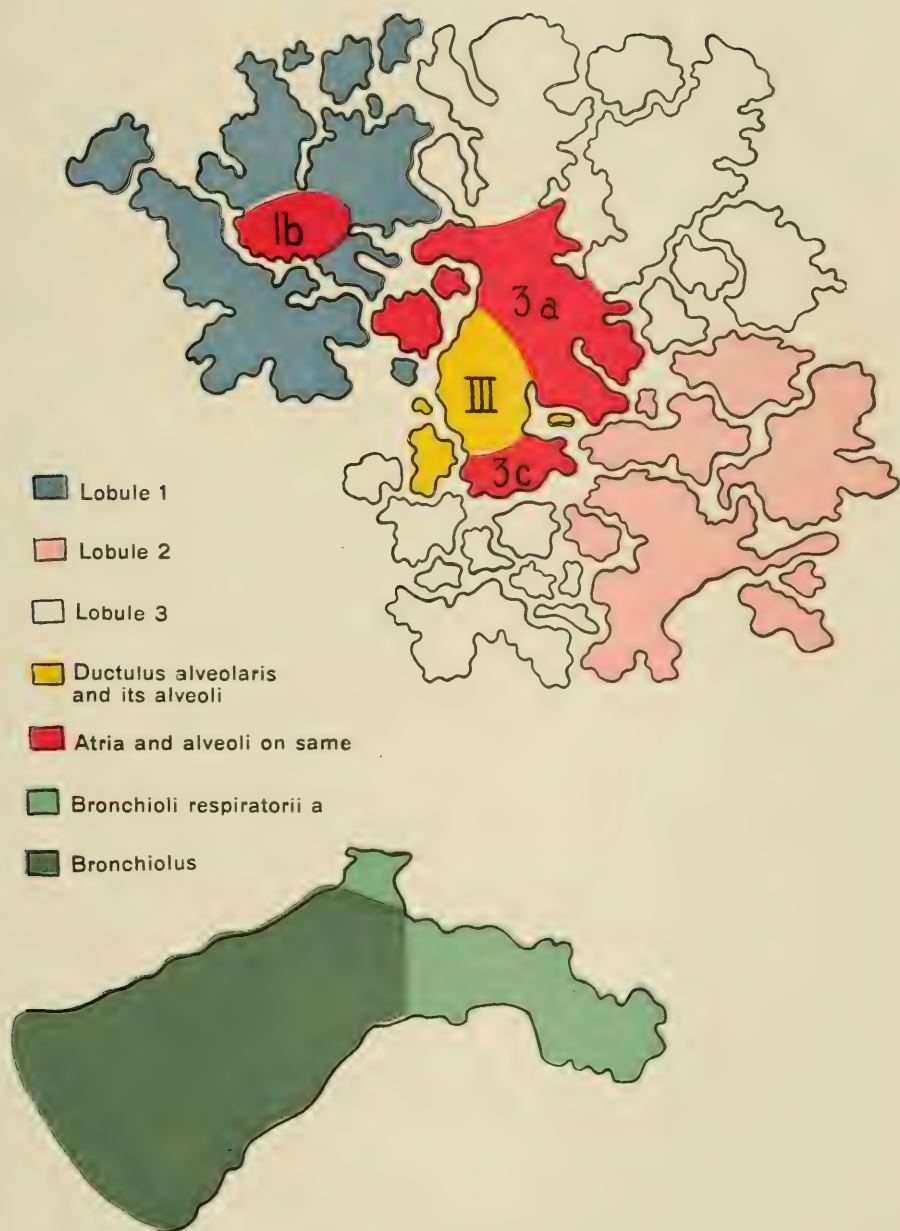 Ib
3a
III
3c
Lobule 1
Lobule 2
Lobule 3
Ductulus alveolaris
and its alveoli
Atria and alveoli on same
Bronchioli respiratorii a
Bronchiolus